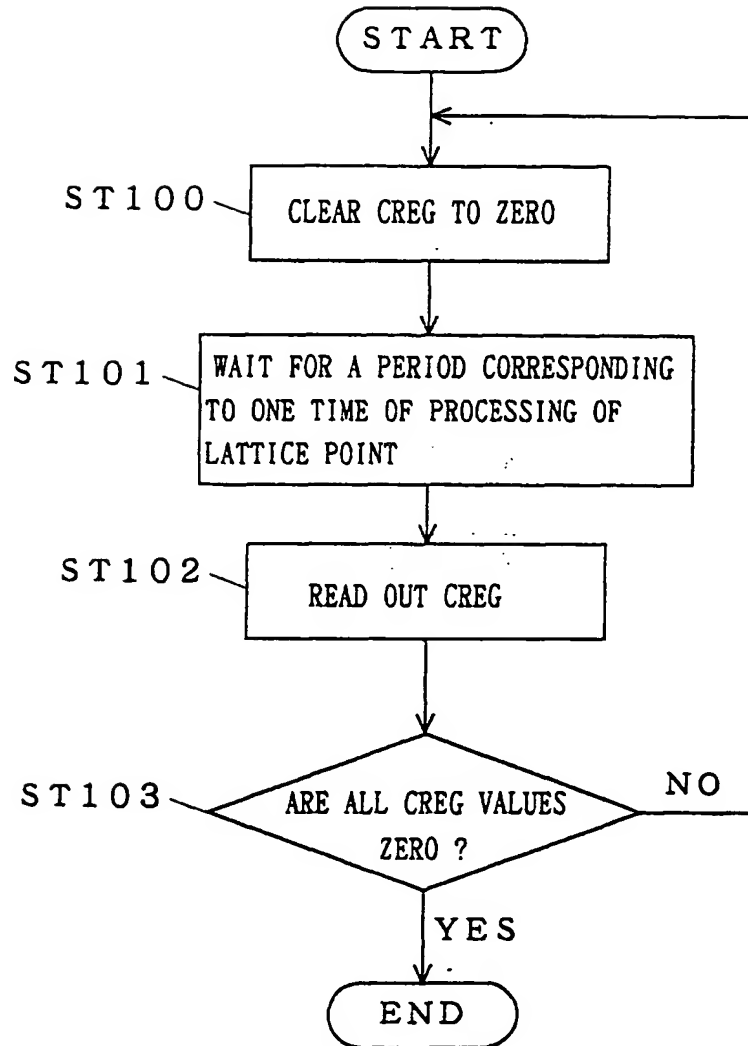 START
ST100
CLEAR CREG TO ZERO
ST101
WAIT FOR A PERIOD CORRESPONDING
TO ONE TIME OF PROCESSING OF
LATTICE POINT
ST102
READ OUT CREG
ST103
ARE ALL CREG VALUES
ZERO ?
NO
YES
END